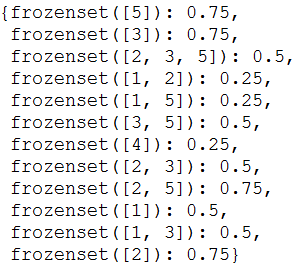 {frozenset([5]): 0.75,
frozenset([3]): 0.75,
frozenset([2, 3, 5]): 0.5,
frozenset([1, 2]): 0.25,
frozenset([1, 5]): 0.25,
frozenset([3, 5]): 0.5,
frozenset([4]): 0.25,
frozenset([2, 3]): 0.5,
frozenset([2, 5]): 0.75,
frozenset([1]): 0.5,
frozenset([1, 3]): 0.5,
frozenset([2]): 0.75}